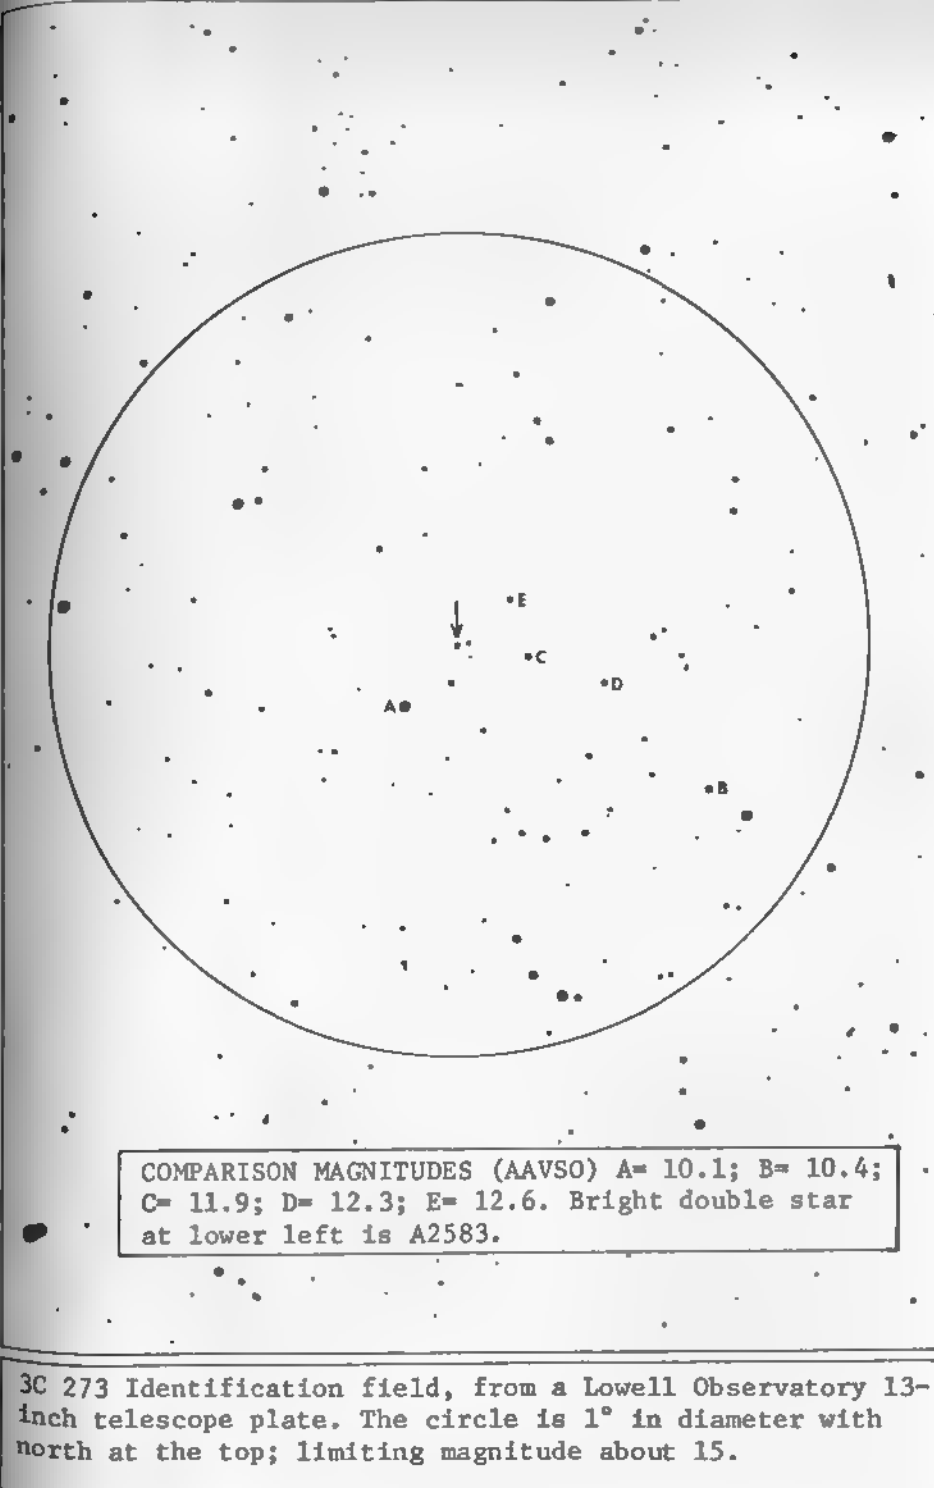 E
C
D
A
B
COMPARISON MAGNITUDES (AAVSO) A= 10.1; B= 10.4;
C= 11.9; D= 12.3; E= 12.6. Bright double star
at lower left is A2583.
3C 273 Identification field, from a Lowell Observatory 13-
inch telescope plate. The circle is 1° in diameter with
north at the top; limiting magnitude about 15.